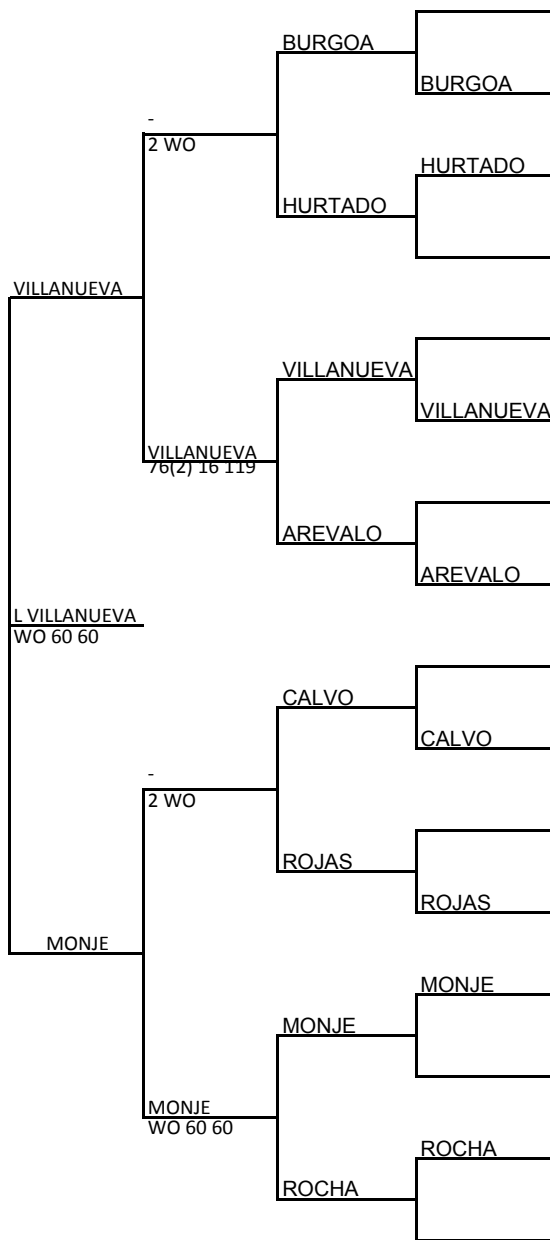 BURGOA
BURGOA
-
2 WO
HURTADO
HURTADO
VILLANUEVA
VILLANUEVA
VILLANUEVA
VILLANUEVA
76(2) 16 119
AREVALO
AREVALO
L VILLANUEVA
WO 60 60
CALVO
CALVO
-
2 WO
ROJAS
ROJAS
MONJE
MONJE
MONJE
MONJE
WO 60 60
ROCHA
ROCHA